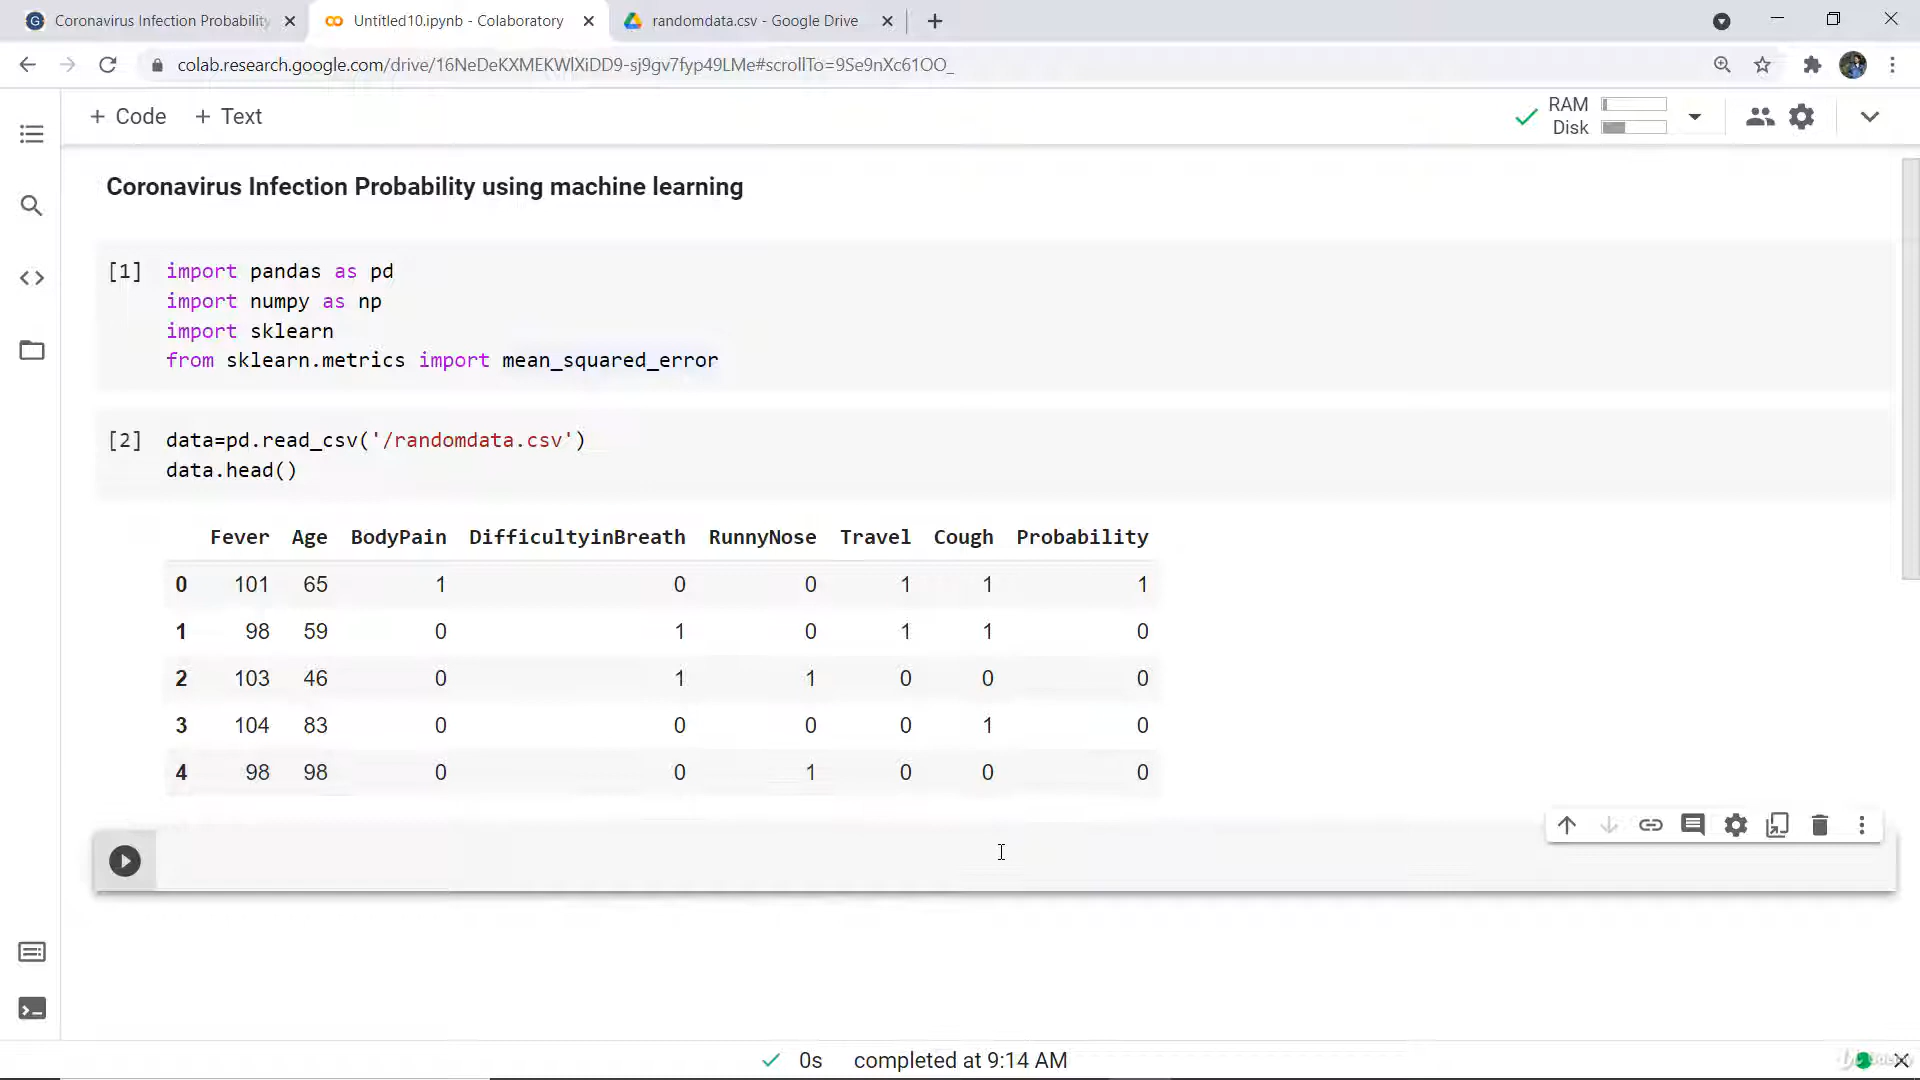 Coronavirus Infection Probability
Untitled10.ipynb - Colaboratory
randomdata.csv - Google Drive
colab.research.google.com/drive/16NeDeKXMEKWlXiDD9-sj9gv7fyp49LMe#scrollTo=9Se9nXc61OO_
+ Code + Text
RAM
Disk
Coronavirus Infection Probability using machine learning
[1] import pandas as pd
import numpy as np
import sklearn
from sklearn.metrics import mean_squared_error
[2] data=pd.read_csv('/randomdata.csv')
data.head()
Fever Age BodyPain DifficultyinBreath RunnyNose Travel Cough Probability
0 101 65 1 0 0 1 1 1
1 98 59 0 1 0 1 1 0
2 103 46 0 1 1 0 0 0
3 104 83 0 0 0 0 1 0
4 98 98 0 0 1 0 0 0
0s completed at 9:14 AM